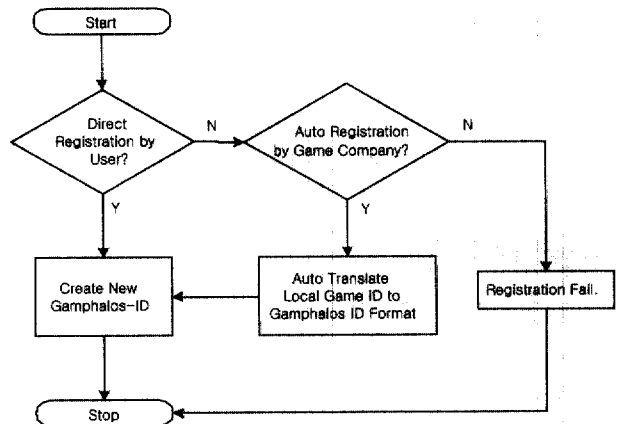 Start
Direct
Registration by
User?
N
Auto Registration
by Game Company?
N
Y
Y
Create New
Gamphalos-ID
Auto Translate
Local Game ID to
Gamphalos ID Format
Registration Fail.
Stop